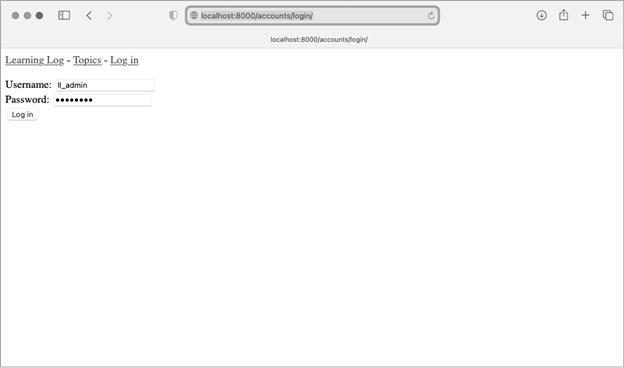 localhost:8000/accounts/login/
localhost:8000/accounts/login/
Learning Log - Topics - Log in
Username: ll_admin
Password: ••••••••
Log in